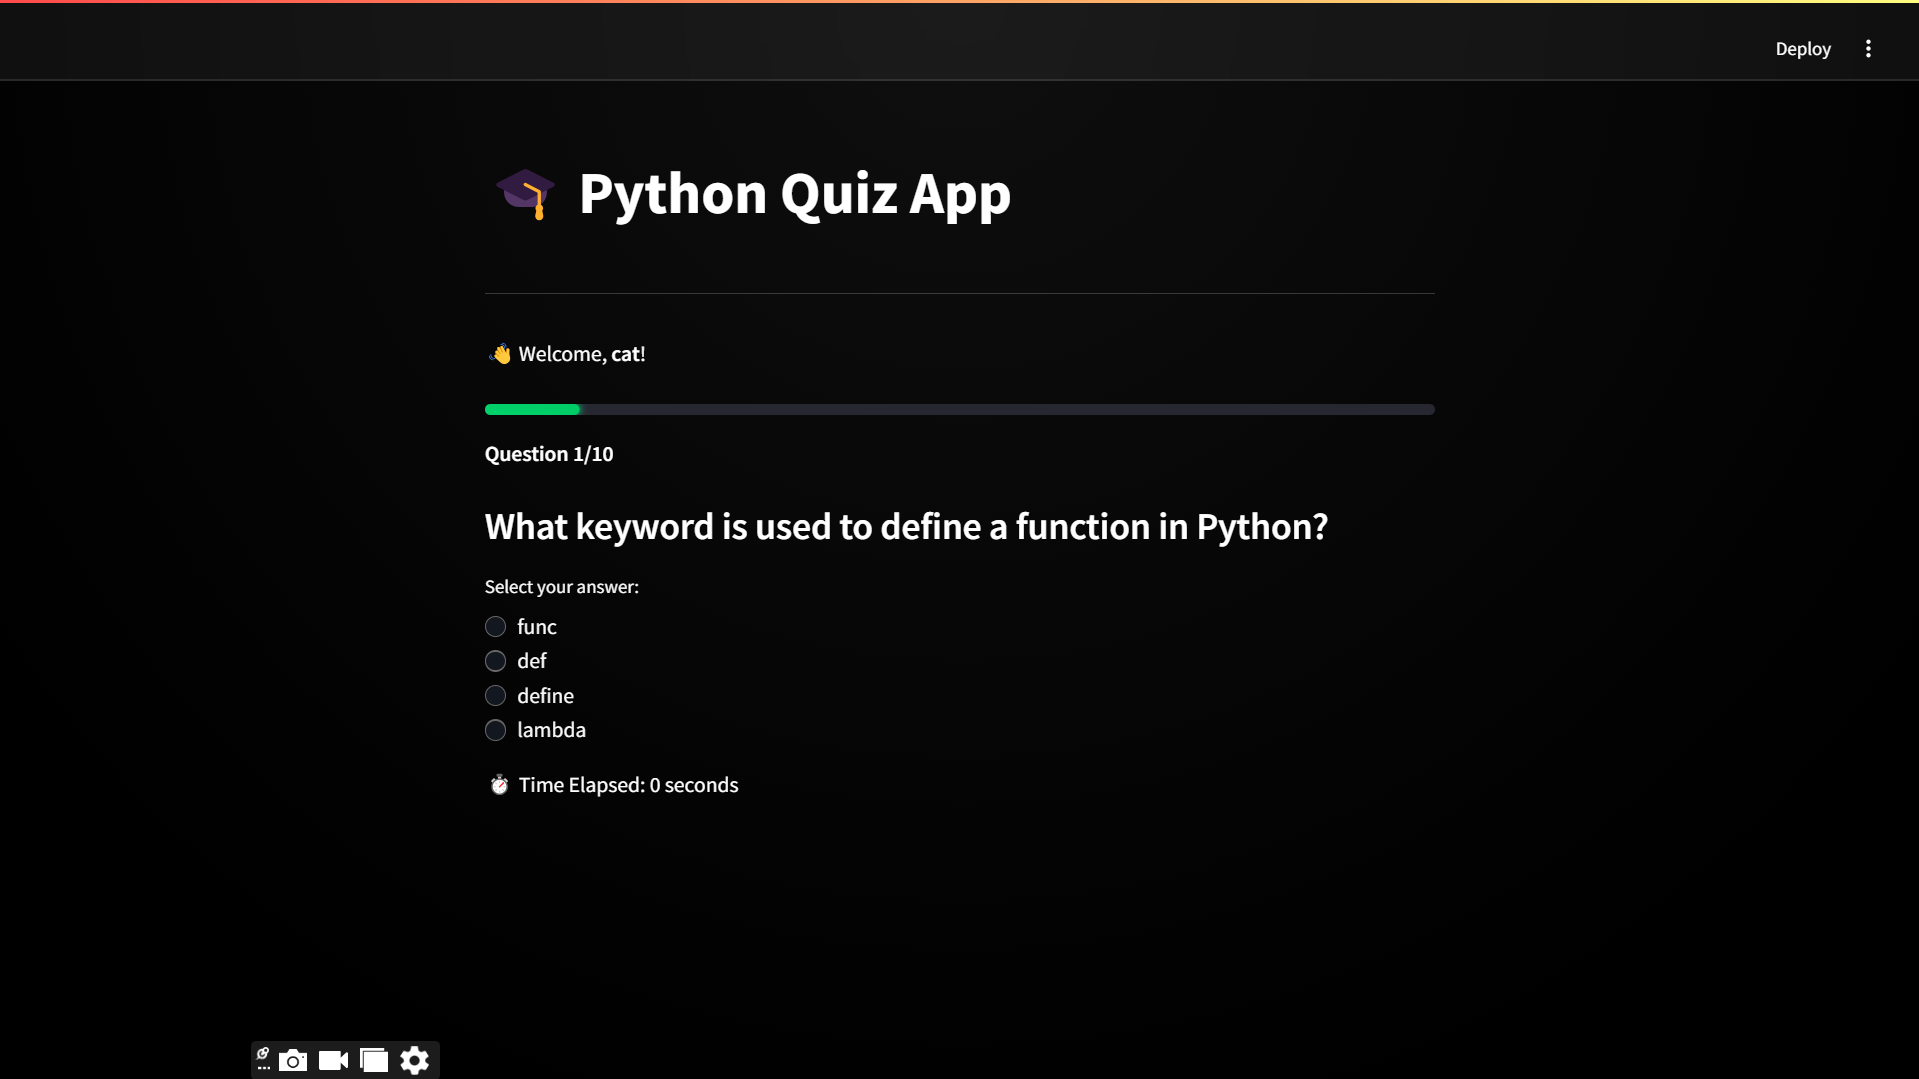 Deploy
Python Quiz App
👋 Welcome, cat!
Question 1/10
What keyword is used to define a function in Python?
Select your answer:
func
def
define
lambda
⏱️ Time Elapsed: 0 seconds